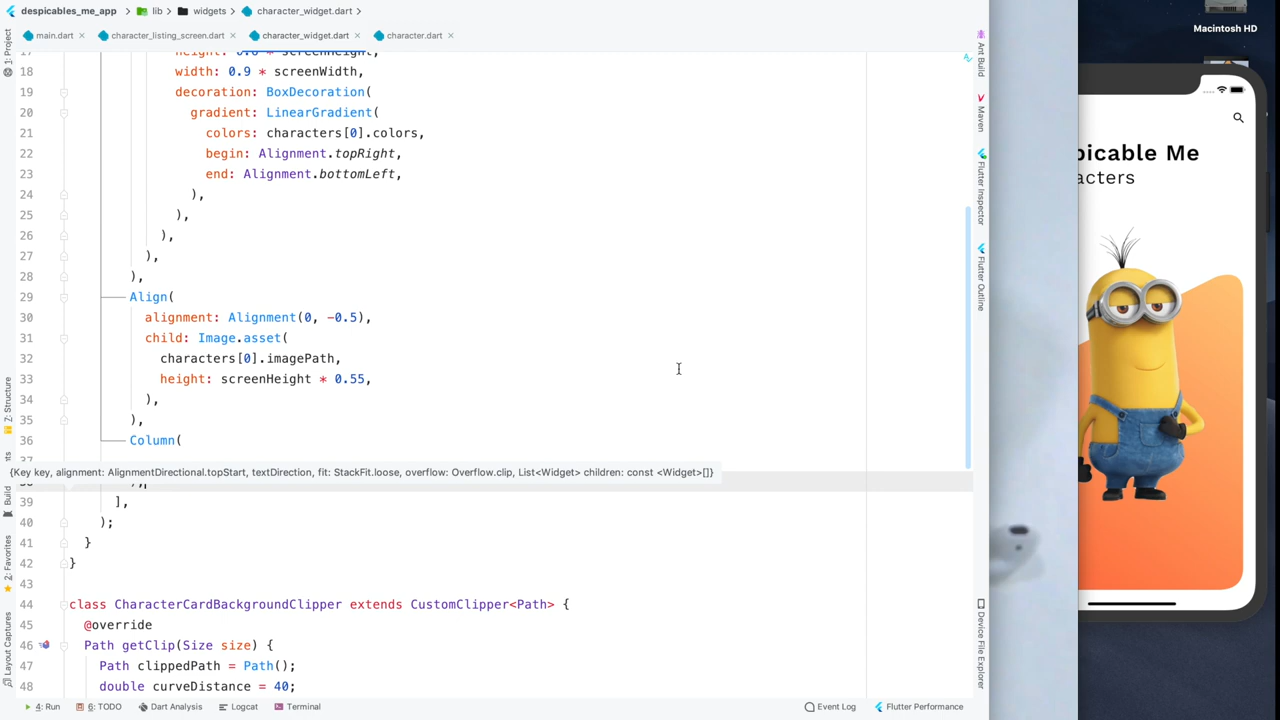 despicables_me_app lib widgets character_widget.dart
main.dart character_listing_screen.dart character_widget.dart character.dart
18 width: 0.9 * screenWidth,
19 decoration: BoxDecoration(
20 gradient: LinearGradient(
21 colors: characters[0].colors,
22 begin: Alignment.topRight,
23 end: Alignment.bottomLeft,
24 ),
25 ),
26 ),
27 ),
28 ),
29 Align(
30 alignment: Alignment(0, -0.5),
31 child: Image.asset(
32 characters[0].imagePath,
33 height: screenHeight * 0.55,
34 ),
35 ),
36 Column(
{Key key, alignment: AlignmentDirectional.topStart, textDirection, fit: StackFit.loose, overflow: Overflow.clip, List<Widget> children: const <Widget>[]}
39 ],
40 );
41 }
42 }
43
44 class CharacterCardBackgroundClipper extends CustomClipper<Path> {
45 @override
46 Path getClip(Size size) {
47 Path clippedPath = Path();
48 double curveDistance = 40;
4: Run 6: TODO Dart Analysis Logcat Terminal Event Log Flutter Performance
1: Project
7: Structure
Build
2: Favorites
Layout Captures
Ant Build
Maven
Flutter Inspector
Flutter Outline
Device File Explorer
Macintosh HD
picable Me
acters